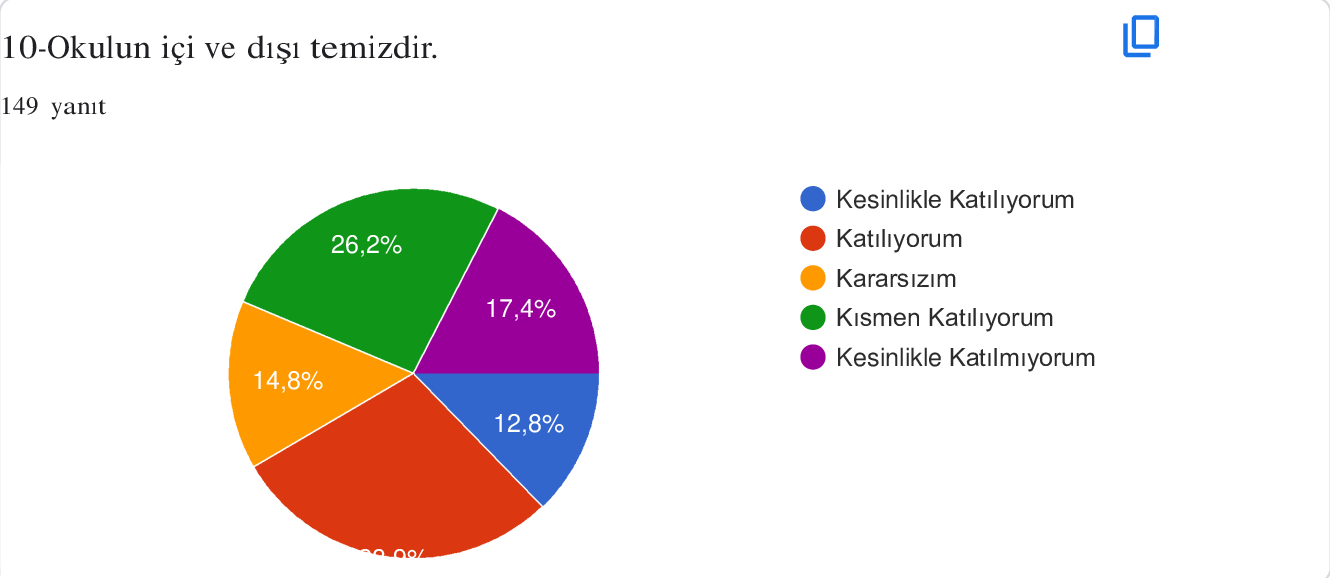 10-Okulun içi ve dışı temizdir.
149 yanıt
Kesinlikle Katılıyorum
Katılıyorum
Kararsızım
Kısmen Katılıyorum
Kesinlikle Katılmıyorum
26,2%
17,4%
14,8%
12,8%